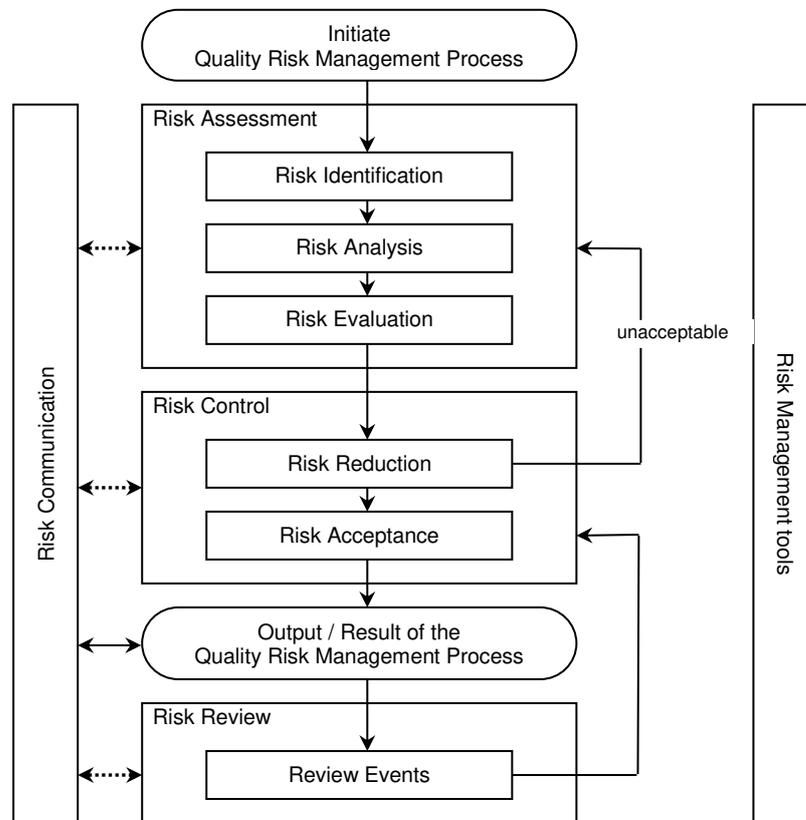 Initiate
Quality Risk Management Process
Risk Assessment
Risk Identification
Risk Analysis
Risk Evaluation
unacceptable
Risk Control
Risk Reduction
Risk Acceptance
Output / Result of the
Quality Risk Management Process
Risk Review
Review Events
Risk Communication
Risk Management tools